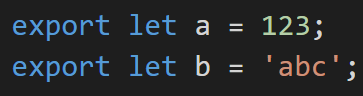 export let a = 123;
export let b = 'abc';